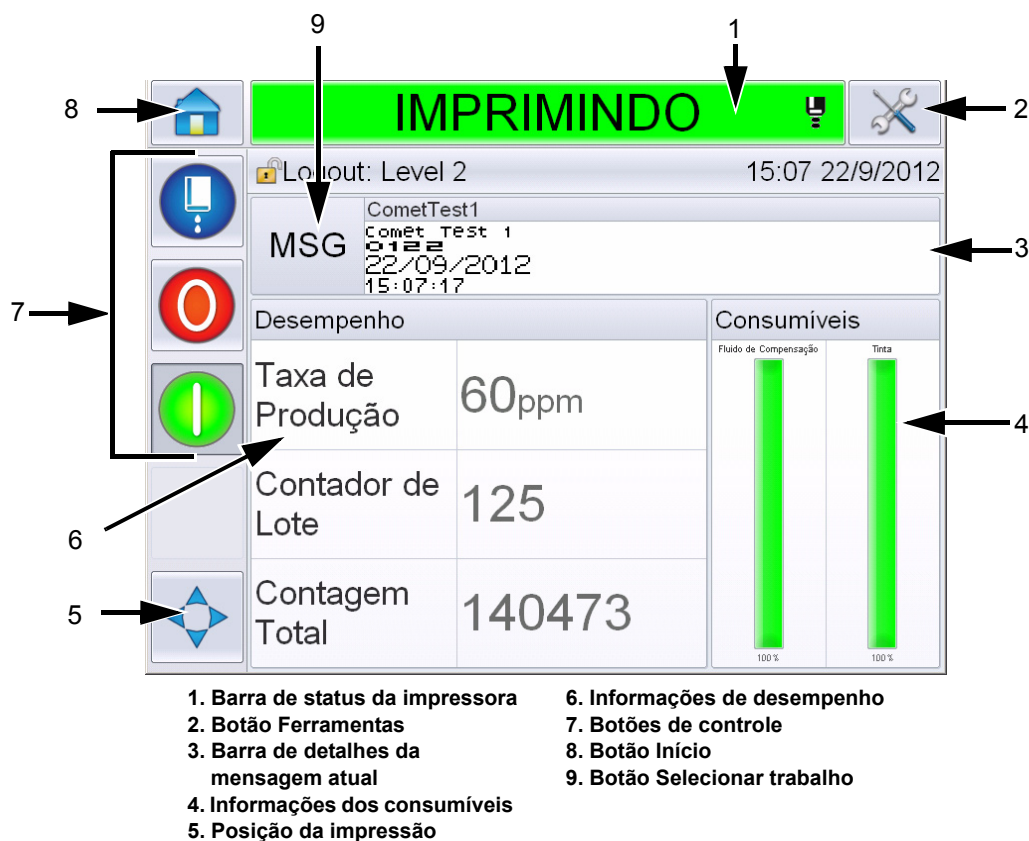 9
1
8
IMPRIMINDO
2
Logout: Level 2
15:07 22/9/2012
MSG
CometTest1
Comet Test 1
0122
22/09/2012
15:07:17
3
7
Desempenho
Consumíveis
Fluido de Compensação
Tinta
Taxa de
Produção
60ppm
4
Contador de
Lote
125
6
Contagem
Total
140473
5
100 %
100 %
1. Barra de status da impressora
2. Botão Ferramentas
3. Barra de detalhes da
mensagem atual
4. Informações dos consumíveis
5. Posição da impressão
6. Informações de desempenho
7. Botões de controle
8. Botão Início
9. Botão Selecionar trabalho